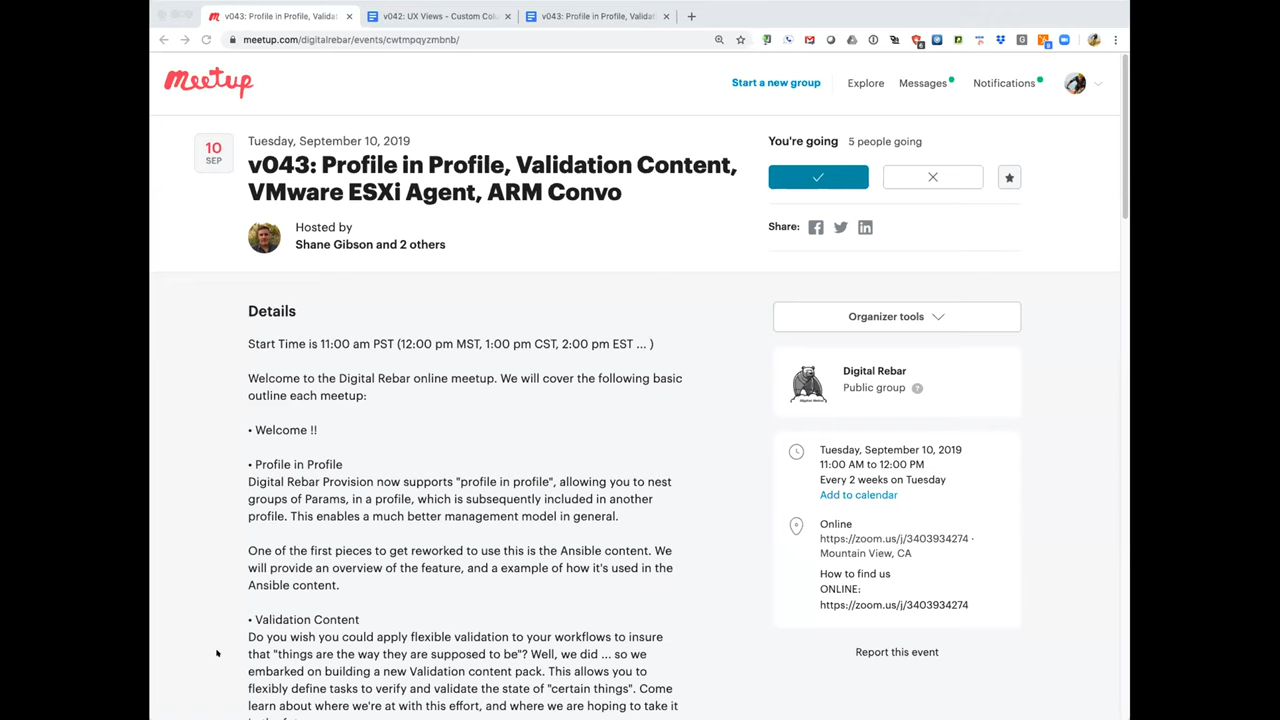 v043: Profile in Profile, Validat
v042: UX Views - Custom Colu
v043: Profile in Profile, Validat
meetup.com/digitalrebar/events/cwtmpqyzmbnb/
meetup
Start a new group
Explore
Messages
Notifications
10
SEP
Tuesday, September 10, 2019
v043: Profile in Profile, Validation Content,
VMware ESXi Agent, ARM Convo
Hosted by
Shane Gibson and 2 others
You're going
5 people going
Share:
Details
Start Time is 11:00 am PST (12:00 pm MST, 1:00 pm CST, 2:00 pm EST ... )
Welcome to the Digital Rebar online meetup. We will cover the following basic
outline each meetup:
• Welcome !!
• Profile in Profile
Digital Rebar Provision now supports "profile in profile", allowing you to nest
groups of Params, in a profile, which is subsequently included in another
profile. This enables a much better management model in general.
One of the first pieces to get reworked to use this is the Ansible content. We
will provide an overview of the feature, and a example of how it's used in the
Ansible content.
• Validation Content
Do you wish you could apply flexible validation to your workflows to insure
that "things are the way they are supposed to be"? Well, we did ... so we
embarked on building a new Validation content pack. This allows you to
flexibly define tasks to verify and validate the state of "certain things". Come
learn about where we're at with this effort, and where we are hoping to take it
Organizer tools
Digital Rebar
Public group
Tuesday, September 10, 2019
11:00 AM to 12:00 PM
Every 2 weeks on Tuesday
Add to calendar
Online
https://zoom.us/j/3403934274 ·
Mountain View, CA
How to find us
ONLINE:
https://zoom.us/j/3403934274
Report this event